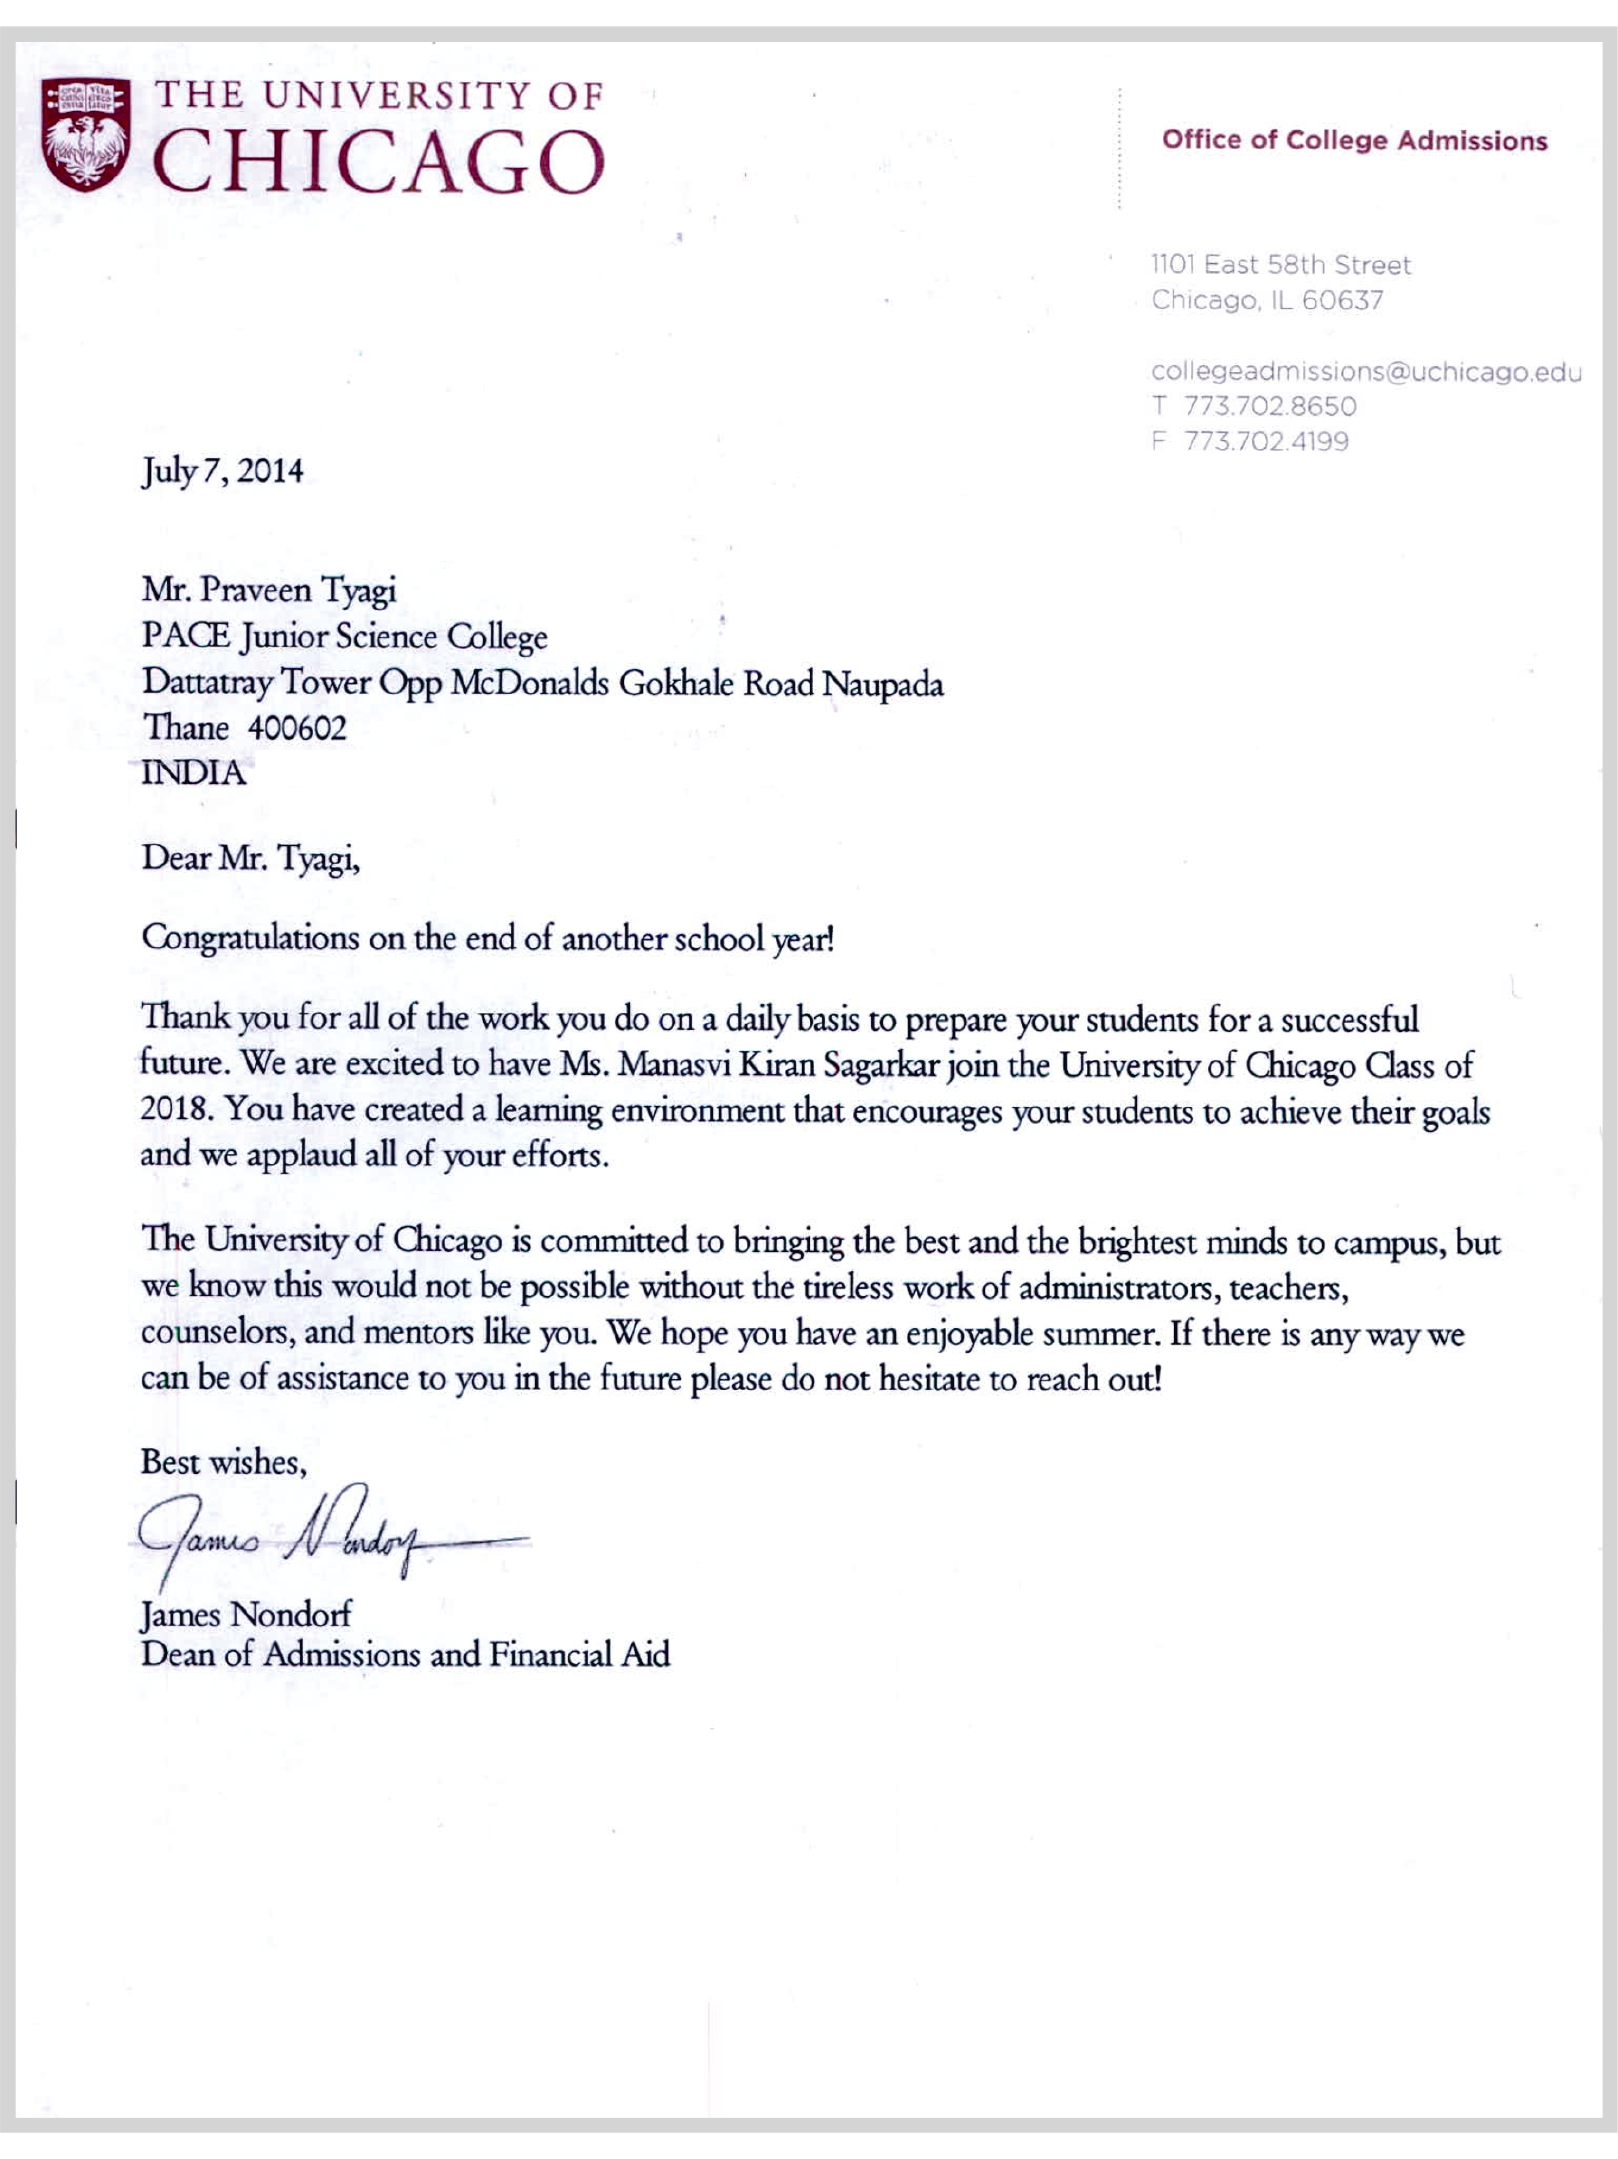 THE UNIVERSITY OF
CHICAGO
Office of College Admissions
1101 East 58th Street
Chicago, IL 60637
collegeadmissions@uchicago.edu
T 773.702.8650
F 773.702.4199
July 7, 2014
Mr. Praveen Tyagi
PACE Junior Science College
Dattatray Tower Opp McDonalds Gokhale Road Naupada
Thane 400602
INDIA
Dear Mr. Tyagi,
Congratulations on the end of another school year!
Thank you for all of the work you do on a daily basis to prepare your students for a successful
future. We are excited to have Ms. Manasvi Kiran Sagarkar join the University of Chicago Class of
2018. You have created a learning environment that encourages your students to achieve their goals
and we applaud all of your efforts.
The University of Chicago is committed to bringing the best and the brightest minds to campus, but
we know this would not be possible without the tireless work of administrators, teachers,
counselors, and mentors like you. We hope you have an enjoyable summer. If there is any way we
can be of assistance to you in the future please do not hesitate to reach out!
Best wishes,
James Nondorf
James Nondorf
Dean of Admissions and Financial Aid